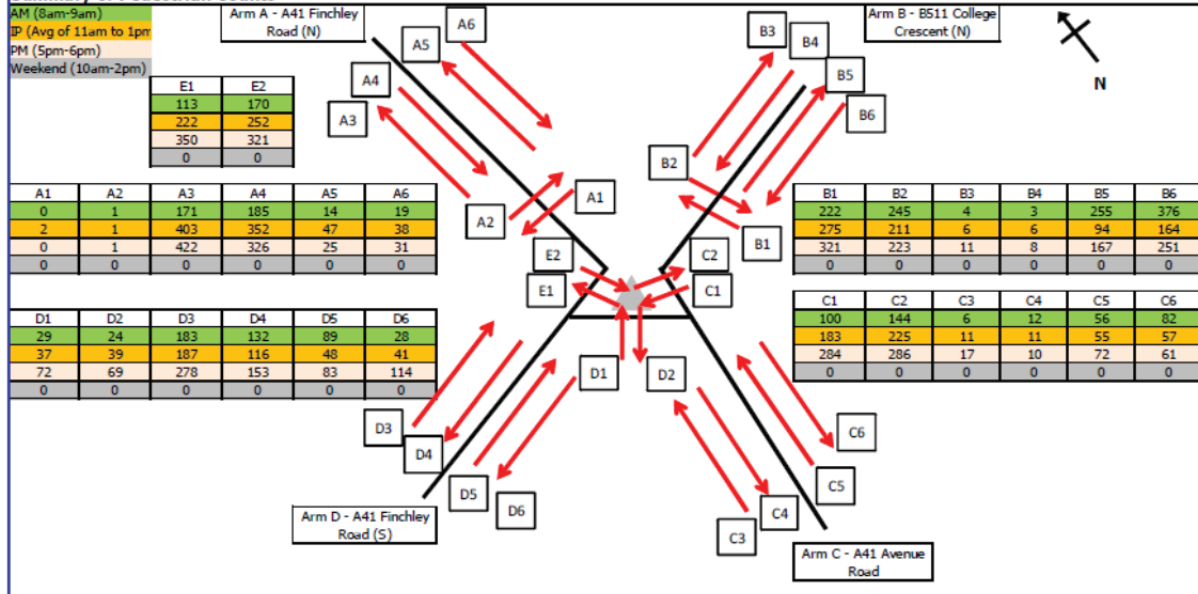 AM (8am-9am)
IP (Avg of 11am to 1pm
PM (5pm-6pm)
Weekend (10am-2pm)
Arm A - A41 Finchley
Road (N)
Arm B - B511 College
Crescent (N)
N
A6
A5
A4
A3
A1
A2
B3
B4
B5
B6
B2
B1
E2
E1
C2
C1
D1
D2
D3
D4
D5
D6
C6
C5
C4
C3
E1 E2
113 170
222 252
350 321
0 0
A1 A2 A3 A4 A5 A6
0 1 171 185 14 19
2 1 403 352 47 38
0 1 422 326 25 31
0 0 0 0 0 0
B1 B2 B3 B4 B5 B6
222 245 4 3 255 376
275 211 6 6 94 164
321 223 11 8 167 251
0 0 0 0 0 0
D1 D2 D3 D4 D5 D6
29 24 183 132 89 28
37 39 187 116 48 41
72 69 278 153 83 114
0 0 0 0 0 0
C1 C2 C3 C4 C5 C6
100 144 6 12 56 82
183 225 11 11 55 57
284 286 17 10 72 61
0 0 0 0 0 0
Arm D - A41 Finchley
Road (S)
Arm C - A41 Avenue
Road